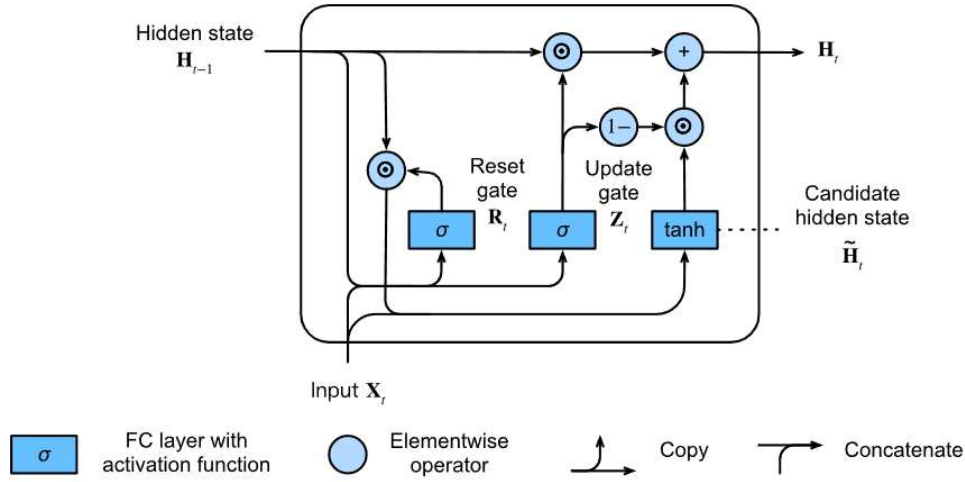 Hidden state
H_{t−1}
H_t
1−
+
Reset
gate
R_t
Update
gate
Z_t
Candidate
hidden state
H̃_t
σ
σ
tanh
Input X_t
σ
FC layer with
activation function
Elementwise
operator
Copy
Concatenate